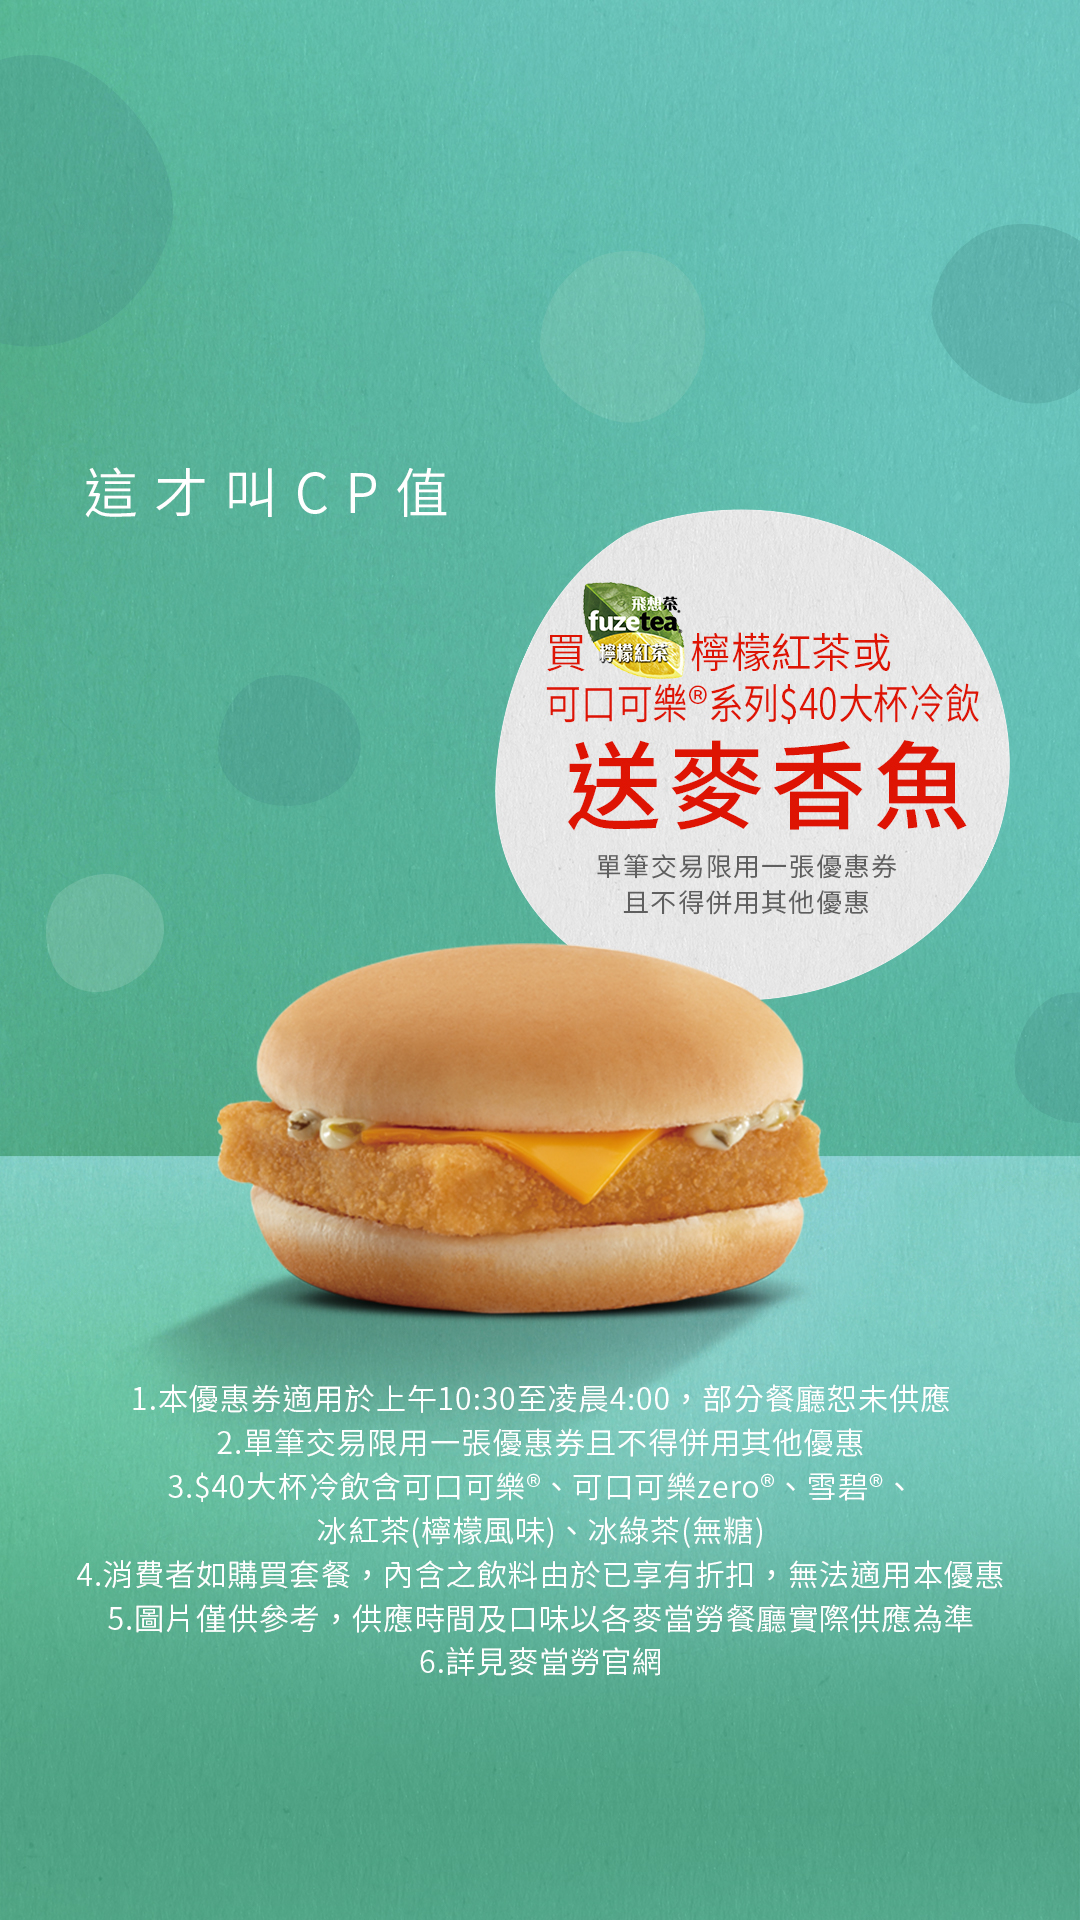 這才叫CP值
飛想茶
fuzetea
檸檬紅茶
買 檸檬紅茶或
可口可樂®系列$40大杯冷飲
送麥香魚
單筆交易限用一張優惠券
且不得併用其他優惠
1.本優惠券適用於上午10:30至凌晨4:00，部分餐廳恕未供應
2.單筆交易限用一張優惠券且不得併用其他優惠
3.$40大杯冷飲含可口可樂®、可口可樂zero®、雪碧®、
冰紅茶(檸檬風味)、冰綠茶(無糖)
4.消費者如購買套餐，內含之飲料由於已享有折扣，無法適用本優惠
5.圖片僅供參考，供應時間及口味以各麥當勞餐廳實際供應為準
6.詳見麥當勞官網